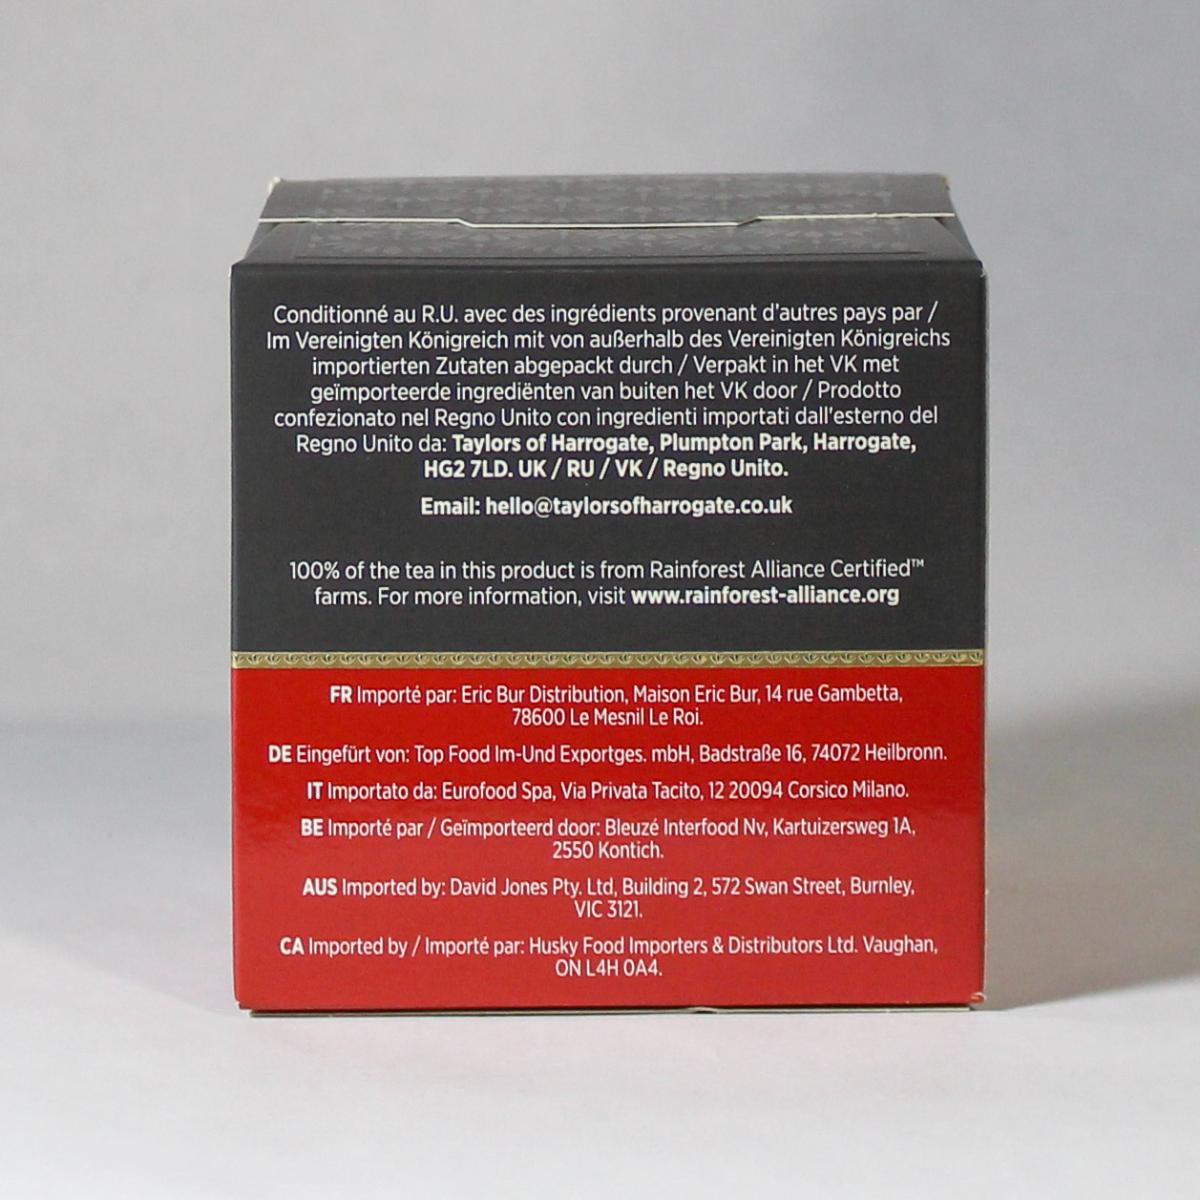 Conditionné au R.U. avec des ingrédients provenant d'autres pays par /
Im Vereinigten Königreich mit von außerhalb des Vereinigten Königreichs
importierten Zutaten abgepackt durch / Verpakt in het VK met
geïmporteerde ingrediënten van buiten het VK door / Prodotto
confezionato nel Regno Unito con ingredienti importati dall'esterno del
Regno Unito da: Taylors of Harrogate, Plumpton Park, Harrogate,
HG2 7LD. UK / RU / VK / Regno Unito.
Email: hello@taylorsofharrogate.co.uk
100% of the tea in this product is from Rainforest Alliance Certified™
farms. For more information, visit www.rainforest-alliance.org
FR Importé par: Eric Bur Distribution, Maison Eric Bur, 14 rue Gambetta,
78600 Le Mesnil Le Roi.
DE Eingefürt von: Top Food Im-Und Exportges. mbH, Badstraße 16, 74072 Heilbronn.
IT Importato da: Eurofood Spa, Via Privata Tacito, 12 20094 Corsico Milano.
BE Importé par / Geïmporteerd door: Bleuzé Interfood Nv, Kartuizersweg 1A,
2550 Kontich.
AUS Imported by: David Jones Pty. Ltd, Building 2, 572 Swan Street, Burnley,
VIC 3121.
CA Imported by / Importé par: Husky Food Importers & Distributors Ltd. Vaughan,
ON L4H 0A4.